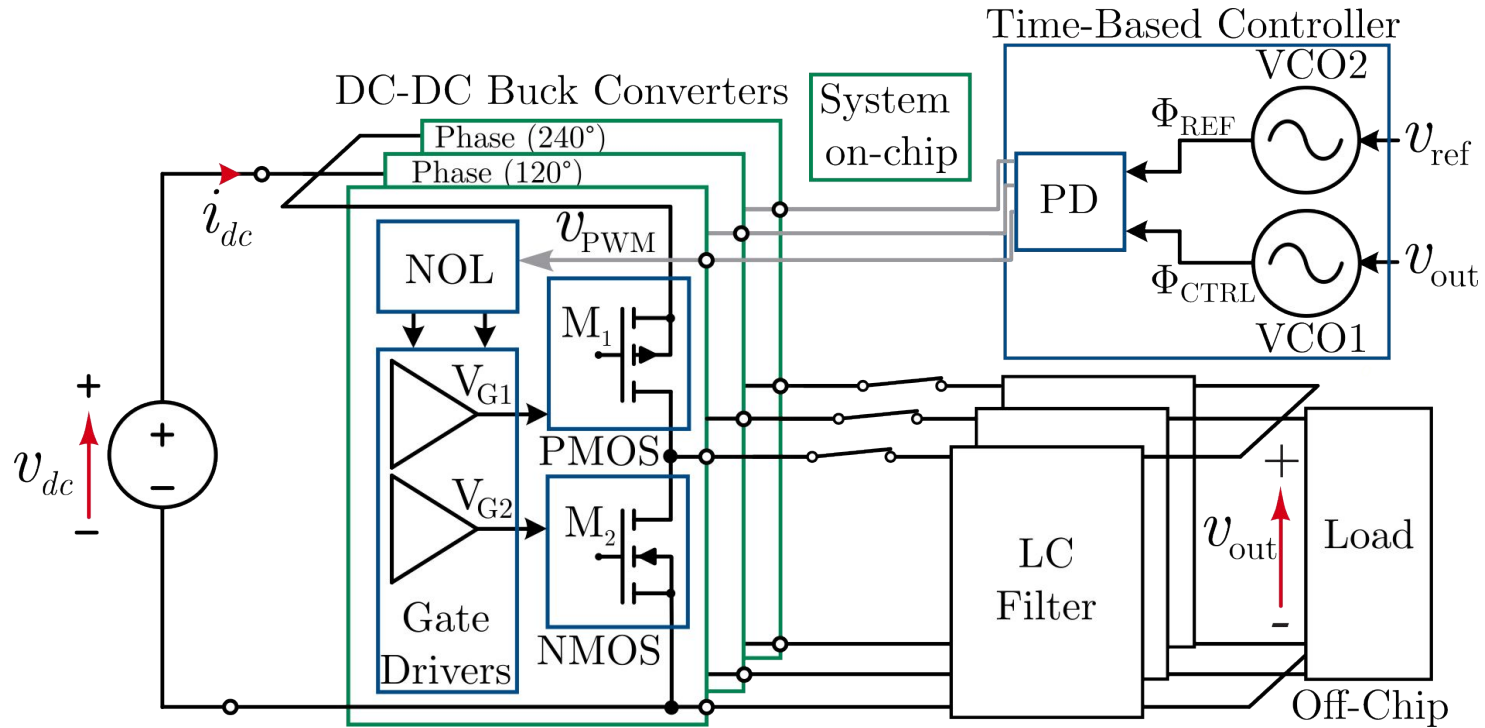 Time-Based Controller
VCO2
DC-DC Buck Converters
System
on-chip
Φ_REF
v_ref
Phase (240°)
Phase (120°)
PD
i_dc
v_PWM
NOL
Φ_CTRL
v_out
VCO1
M_1
V_G1
+
+
−
v_dc
−
PMOS
V_G2
M_2
+
v_out
-
LC
Filter
Load
Gate
Drivers
NMOS
Off-Chip